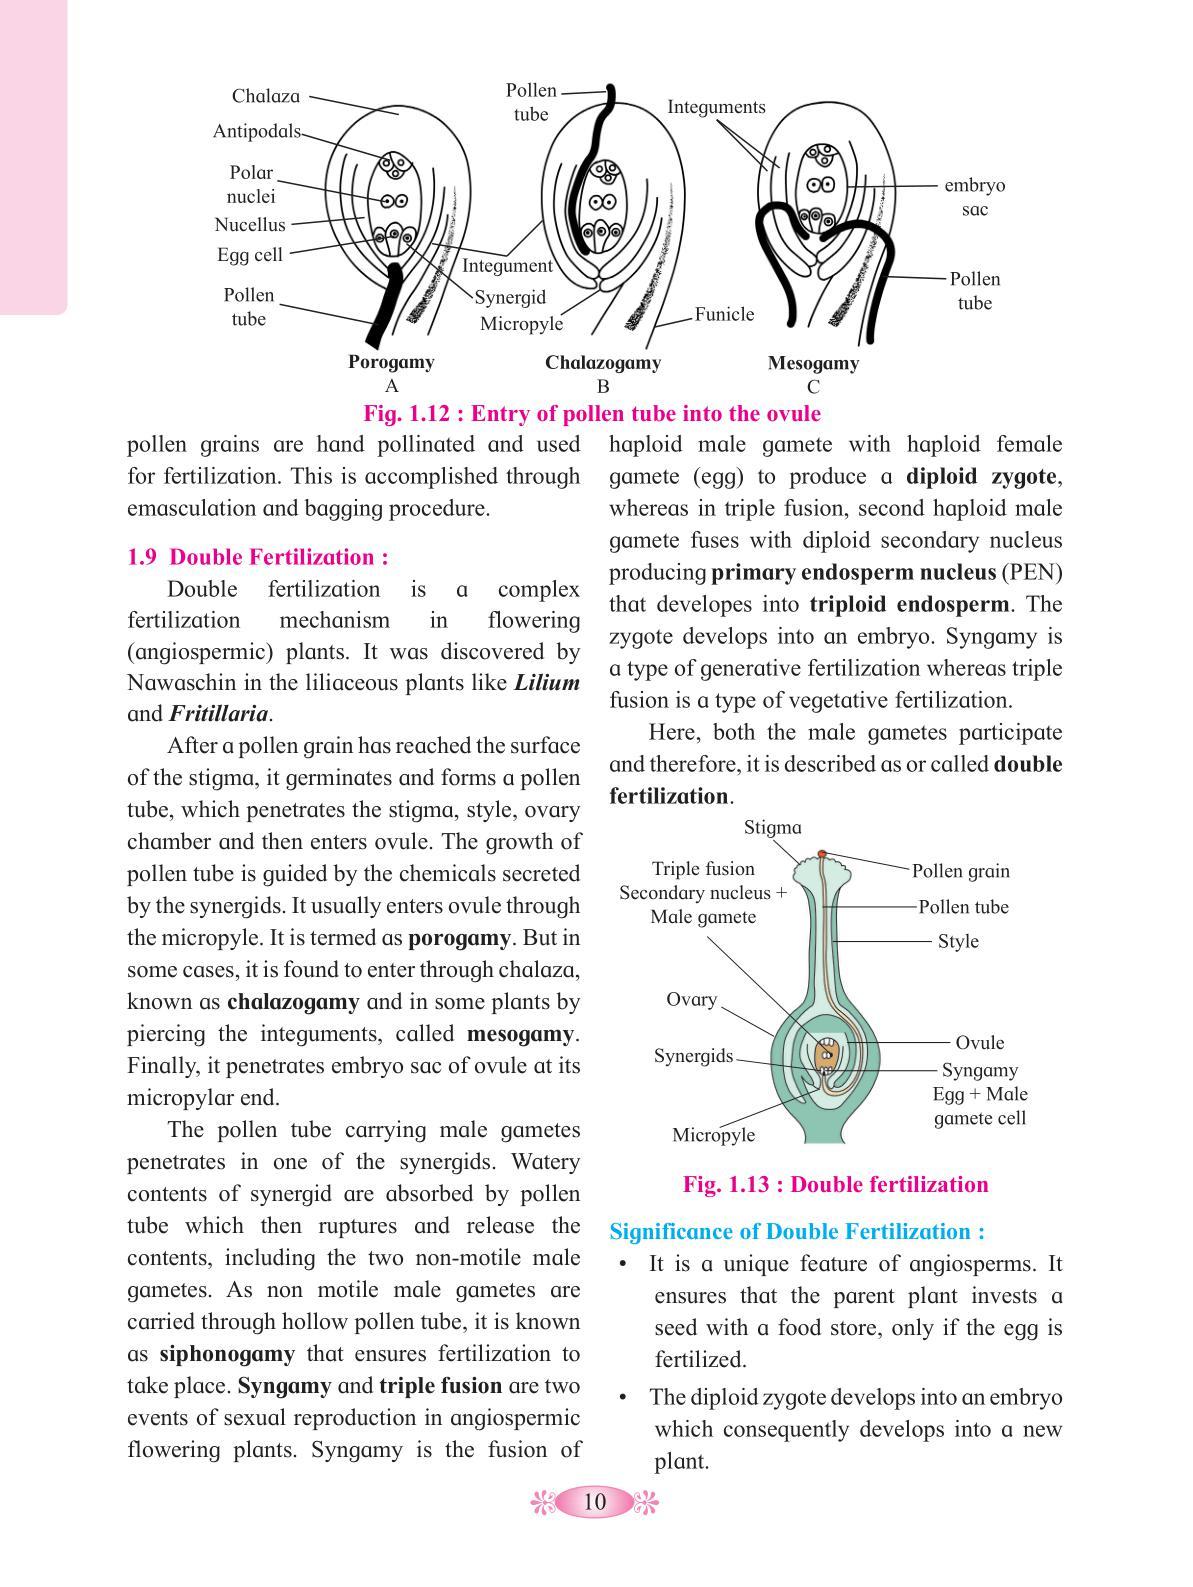 Chalaza
Antipodals
Polar
nuclei
Nucellus
Egg cell
Pollen
tube
Pollen
tube
Integuments
embryo
sac
Integument
Synergid
Micropyle
Funicle
Pollen
tube
Porogamy
A
Chalazogamy
B
Mesogamy
C
Fig. 1.12 : Entry of pollen tube into the ovule
pollen grains are hand pollinated and used
for fertilization. This is accomplished through
emasculation and bagging procedure.
1.9 Double Fertilization :
Double fertilization is a complex
fertilization mechanism in flowering
(angiospermic) plants. It was discovered by
Nawaschin in the liliaceous plants like Lilium
and Fritillaria.
After a pollen grain has reached the surface
of the stigma, it germinates and forms a pollen
tube, which penetrates the stigma, style, ovary
chamber and then enters ovule. The growth of
pollen tube is guided by the chemicals secreted
by the synergids. It usually enters ovule through
the micropyle. It is termed as porogamy. But in
some cases, it is found to enter through chalaza,
known as chalazogamy and in some plants by
piercing the integuments, called mesogamy.
Finally, it penetrates embryo sac of ovule at its
micropylar end.
The pollen tube carrying male gametes
penetrates in one of the synergids. Watery
contents of synergid are absorbed by pollen
tube which then ruptures and release the
contents, including the two non-motile male
gametes. As non motile male gametes are
carried through hollow pollen tube, it is known
as siphonogamy that ensures fertilization to
take place. Syngamy and triple fusion are two
events of sexual reproduction in angiospermic
flowering plants. Syngamy is the fusion of
haploid male gamete with haploid female
gamete (egg) to produce a diploid zygote,
whereas in triple fusion, second haploid male
gamete fuses with diploid secondary nucleus
producing primary endosperm nucleus (PEN)
that developes into triploid endosperm. The
zygote develops into an embryo. Syngamy is
a type of generative fertilization whereas triple
fusion is a type of vegetative fertilization.
Here, both the male gametes participate
and therefore, it is described as or called double
fertilization.
Stigma
Triple fusion
Secondary nucleus +
Male gamete
Pollen grain
Pollen tube
Style
Ovary
Synergids
Ovule
Syngamy
Egg + Male
gamete cell
Micropyle
Fig. 1.13 : Double fertilization
Significance of Double Fertilization :
• It is a unique feature of angiosperms. It
ensures that the parent plant invests a
seed with a food store, only if the egg is
fertilized.
• The diploid zygote develops into an embryo
which consequently develops into a new
plant.
10